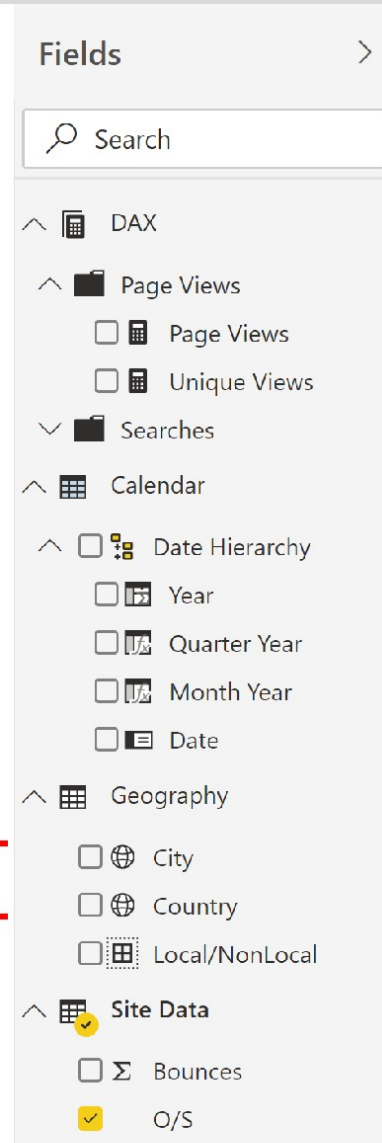 Fields
Search
DAX
Page Views
Page Views
Unique Views
Searches
Calendar
Date Hierarchy
Year
Quarter Year
Month Year
Date
Geography
City
Country
Local/NonLocal
Site Data
Σ Bounces
O/S